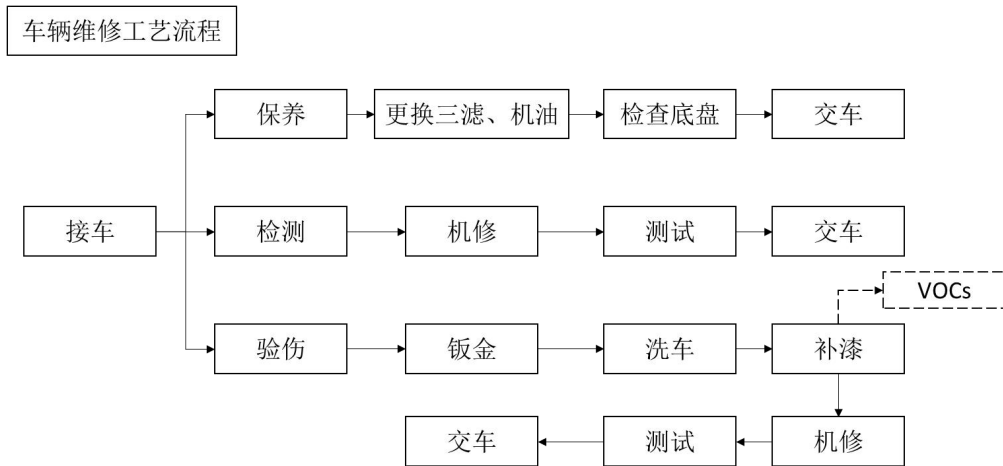 车辆维修工艺流程
保养
更换三滤、机油
检查底盘
交车
接车
检测
机修
测试
交车
VOCs
验伤
钣金
洗车
补漆
交车
测试
机修